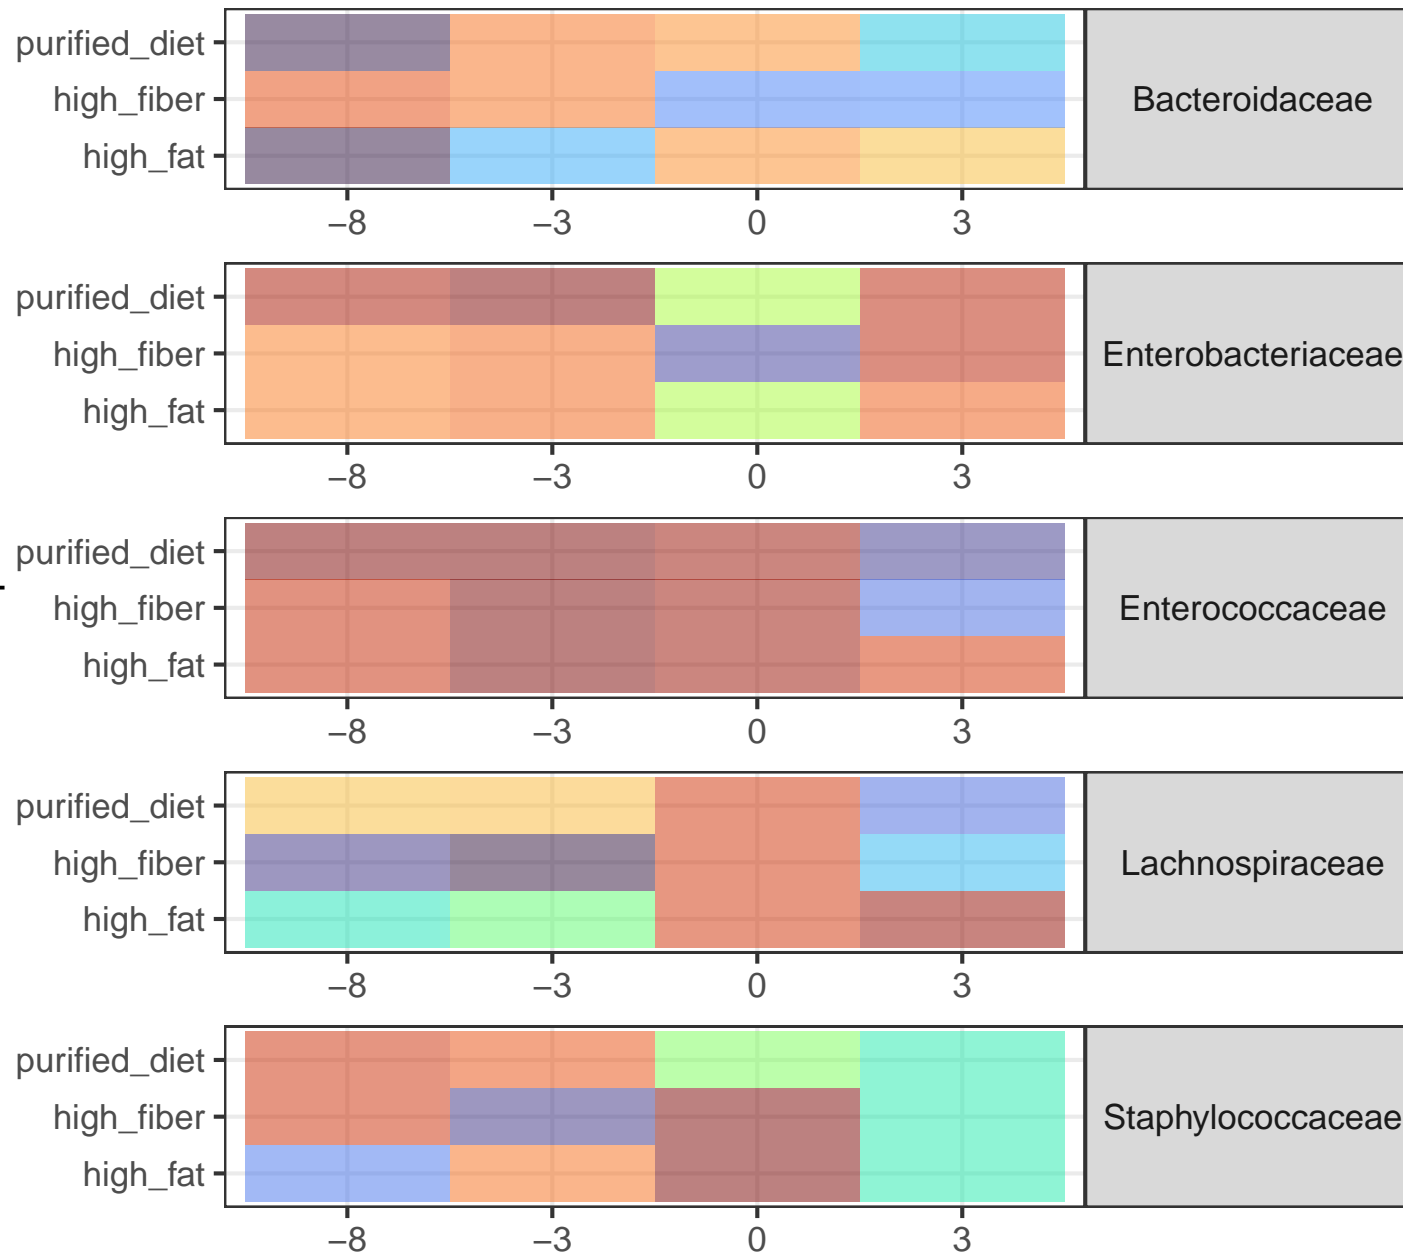 purified_diet
high_fiber
high_fat
Bacteroidaceae
−8 −3 0 3
purified_diet
high_fiber
high_fat
Enterobacteriaceae
−8 −3 0 3
purified_diet
high_fiber
high_fat
Enterococcaceae
−8 −3 0 3
purified_diet
high_fiber
high_fat
Lachnospiraceae
−8 −3 0 3
purified_diet
high_fiber
high_fat
Staphylococcaceae
−8 −3 0 3